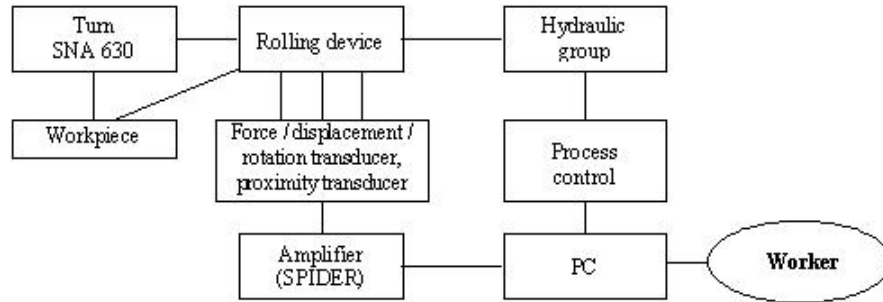 Turn
SNA 630
Rolling device
Hydraulic
group
Workpiece
Force / displacement /
rotation transducer,
proximity transducer
Process
control
Amplifier
(SPIDER)
PC
Worker